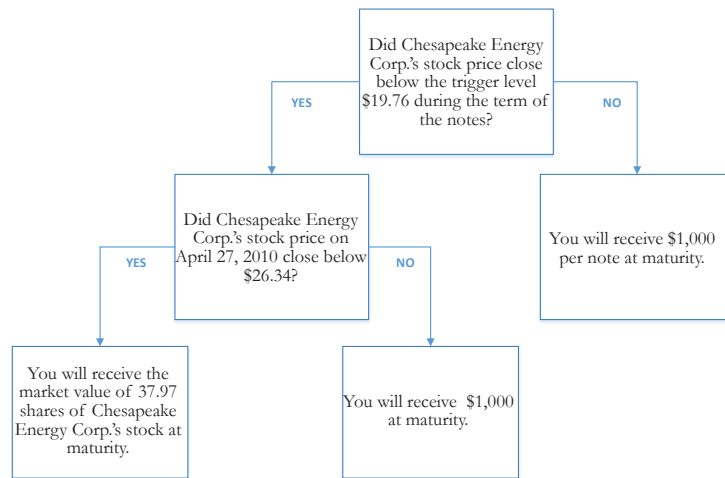 Did Chesapeake Energy
Corp.'s stock price close
below the trigger level
$19.76 during the term of
the notes?
YES
NO
Did Chesapeake Energy
Corp.'s stock price on
April 27, 2010 close below
$26.34?
You will receive $1,000
per note at maturity.
YES
NO
You will receive the
market value of 37.97
shares of Chesapeake
Energy Corp.'s stock at
maturity.
You will receive $1,000
at maturity.